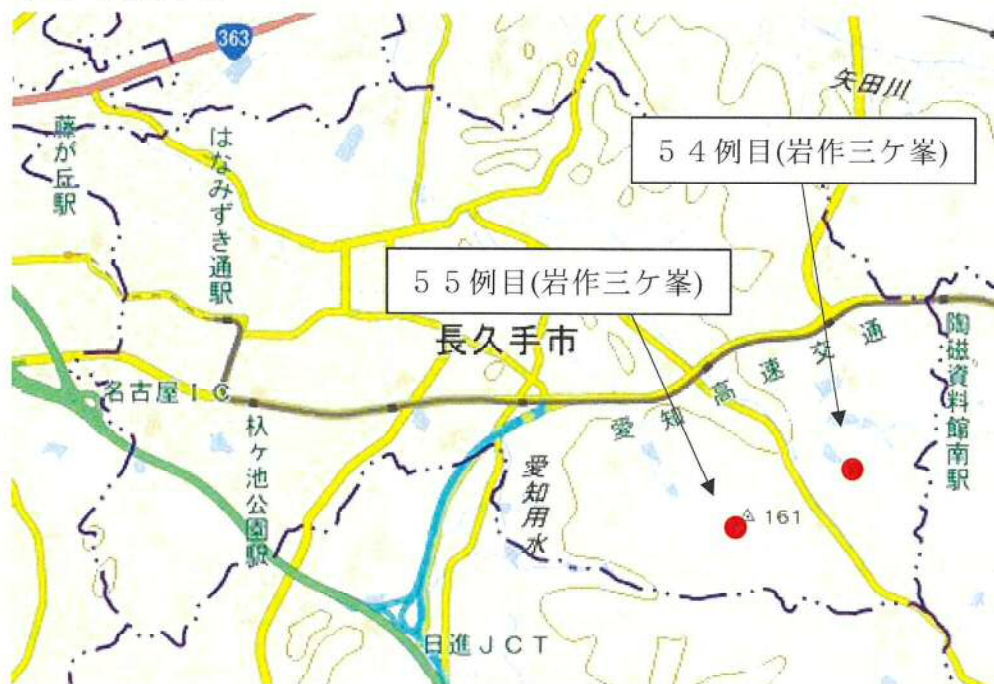 363
矢田川
藤が丘駅
はなみずき通駅
54例目(岩作三ケ峯)
55例目(岩作三ケ峯)
長久手市
愛知高速交通
陶磁資料館南駅
名古屋IC
杁ヶ池公園駅
愛知用水
161
日進JCT